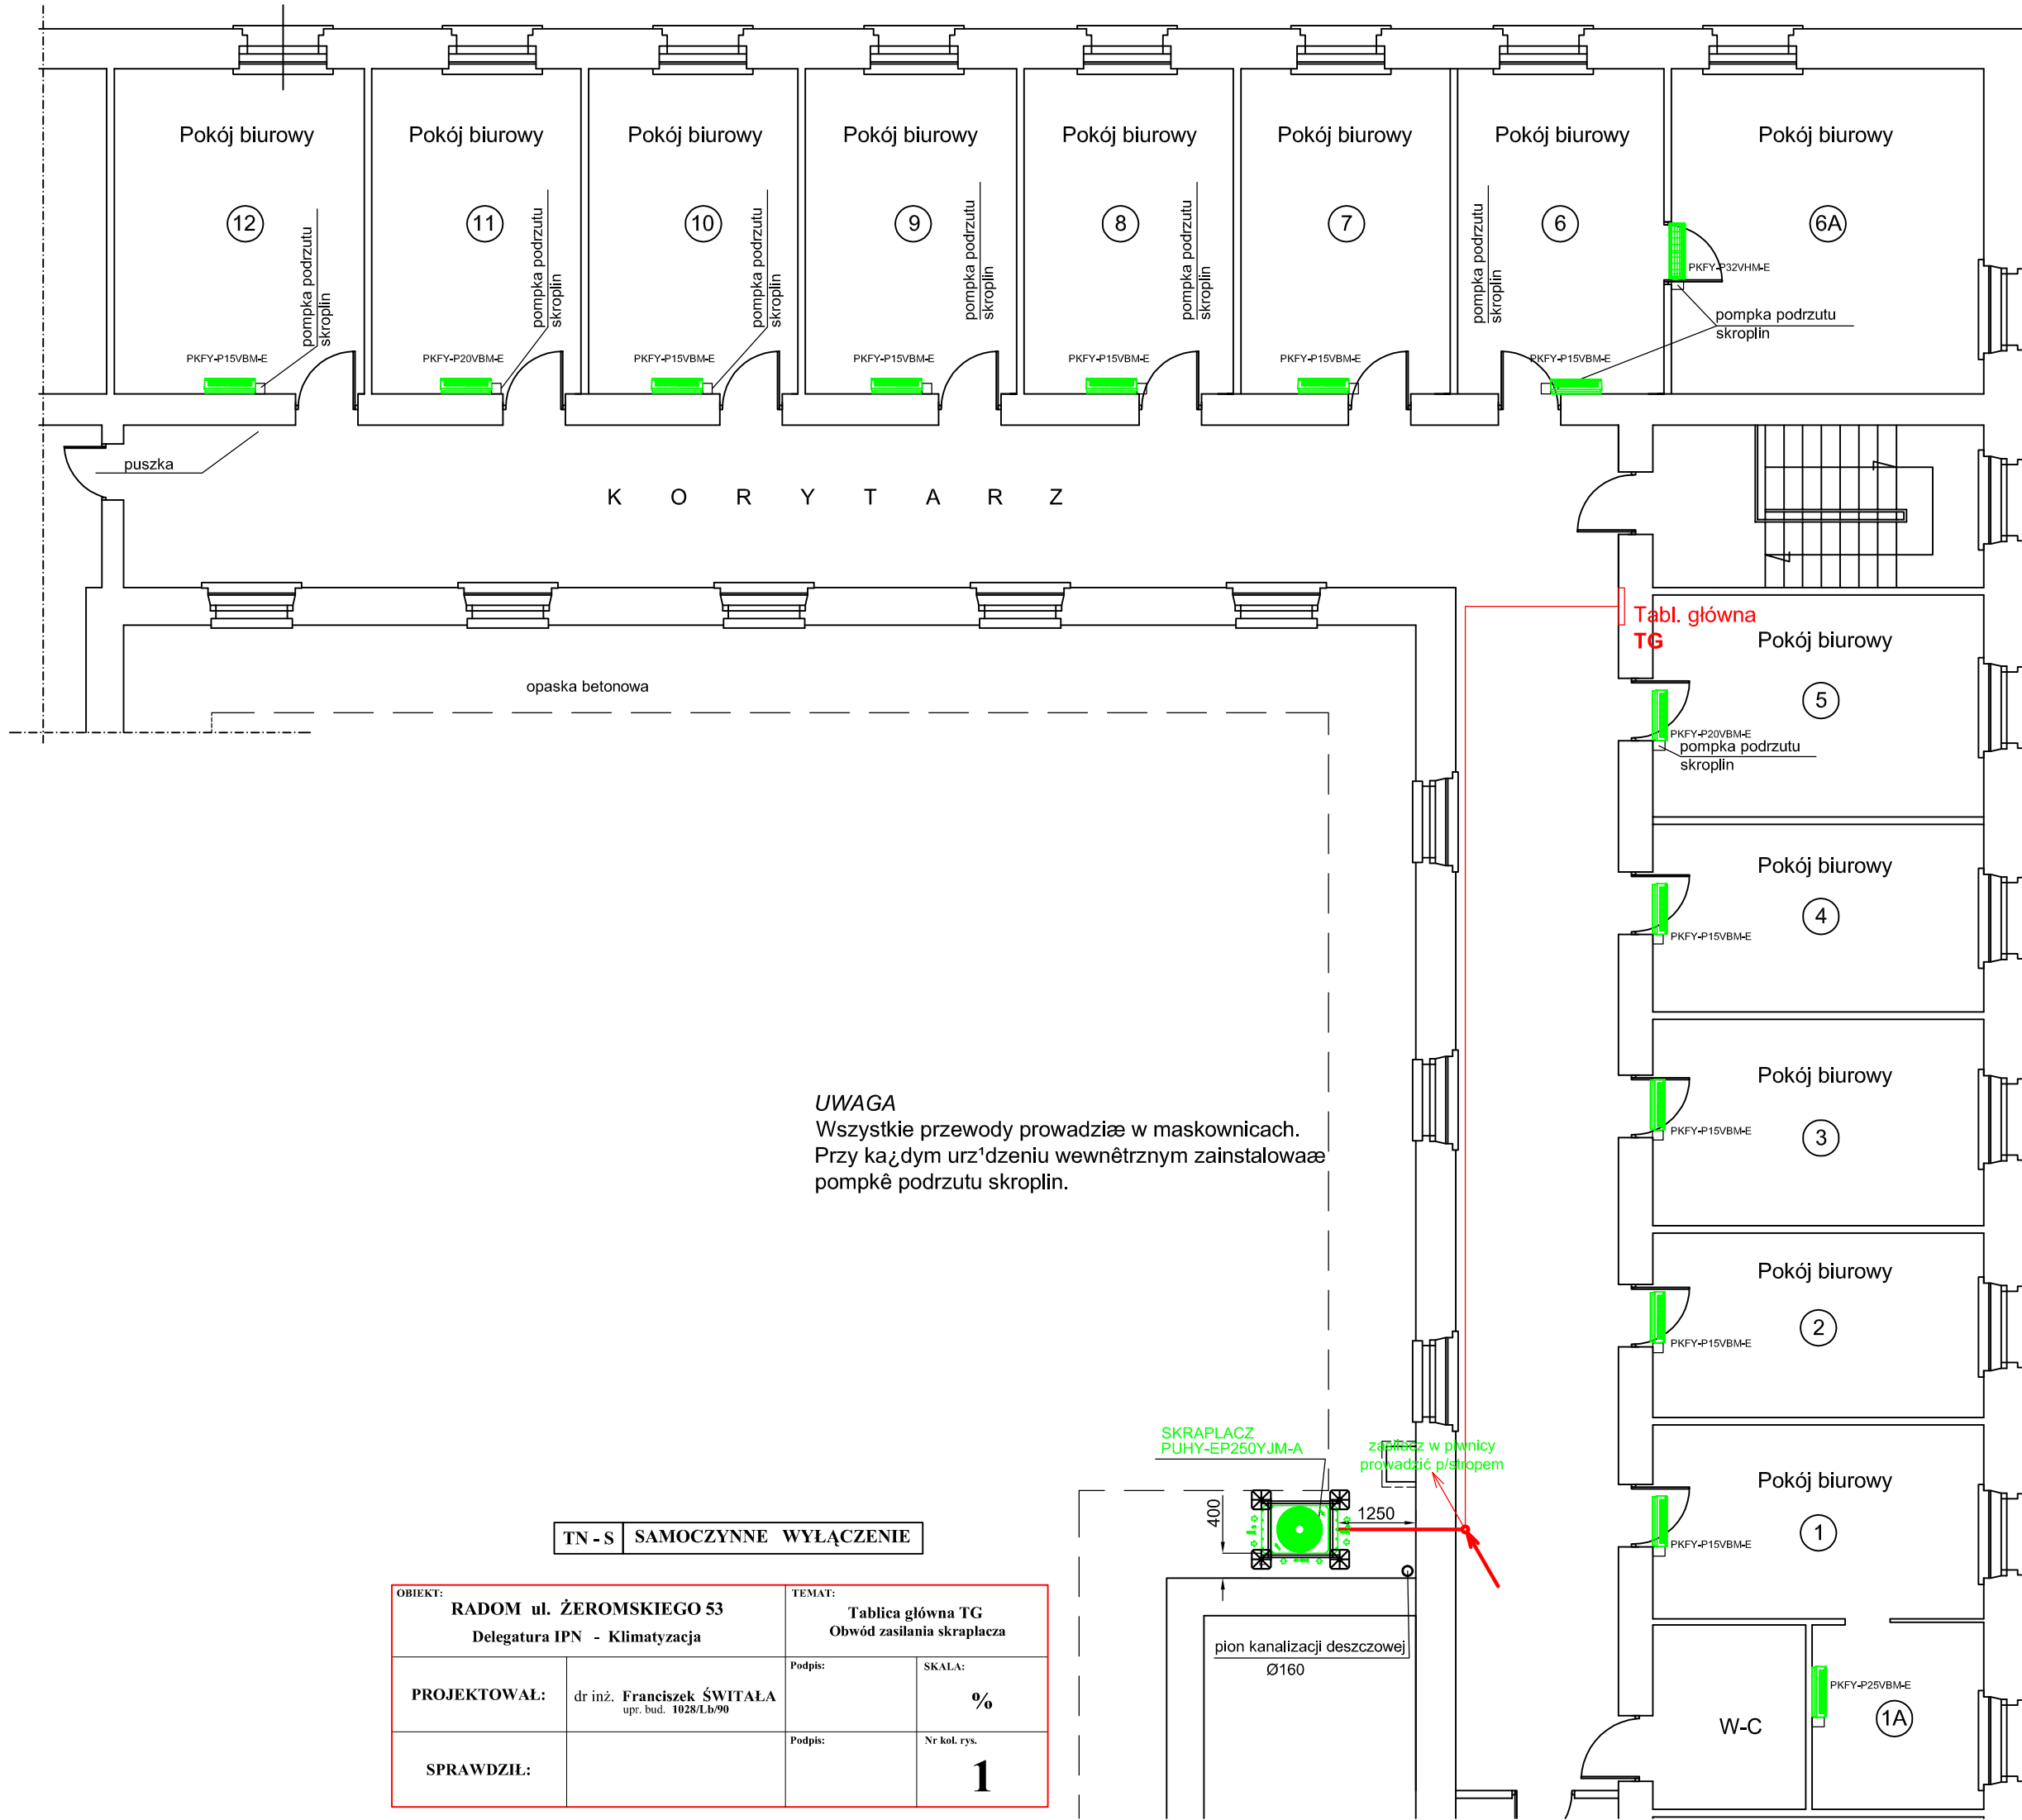 Pokój biurowy
Pokój biurowy
Pokój biurowy
Pokój biurowy
Pokój biurowy
Pokój biurowy
Pokój biurowy
Pokój biurowy
12
11
10
9
8
7
6
6A
pompka podrzutu
skroplin
pompka podrzutu
skroplin
pompka podrzutu
skroplin
pompka podrzutu
skroplin
pompka podrzutu
skroplin
pompka podrzutu
skroplin
PKFY-P32VHM-E
pompka podrzutu
skroplin
PKFY-P15VBM-E
PKFY-P20VBM-E
PKFY-P15VBM-E
PKFY-P15VBM-E
PKFY-P15VBM-E
PKFY-P15VBM-E
PKFY-P15VBM-E
puszka
K O R Y T A R Z
Tabl. główna
TG
Pokój biurowy
opaska betonowa
5
PKFY-P20VBM-E
pompka podrzutu
skroplin
Pokój biurowy
4
PKFY-P15VBM-E
Pokój biurowy
3
PKFY-P15VBM-E
UWAGA
Wszystkie przewody prowadziæ w maskownicach.
Przy ka¿dym urz¹dzeniu wewnêtrznym zainstalowaæ
pompkê podrzutu skroplin.
Pokój biurowy
2
PKFY-P15VBM-E
SKRAPLACZ
PUHY-EP250YJM-A
zasilacz w piwnicy
prowadzić p/stropem
Pokój biurowy
400
1250
1
PKFY-P15VBM-E
TN - S SAMOCZYNNE WYŁĄCZENIE
OBIEKT:
RADOM ul. ŻEROMSKIEGO 53
Delegatura IPN - Klimatyzacja
TEMAT:
Tablica główna TG
Obwód zasilania skraplacza
PROJEKTOWAŁ:
dr inż. Franciszek ŚWITAŁA
upr. bud. 1028/Lb/90
Podpis:
SKALA:
%
SPRAWDZIŁ:
Podpis:
Nr kol. rys.
1
pion kanalizacji deszczowej
Ø160
W-C
PKFY-P25VBM-E
1A